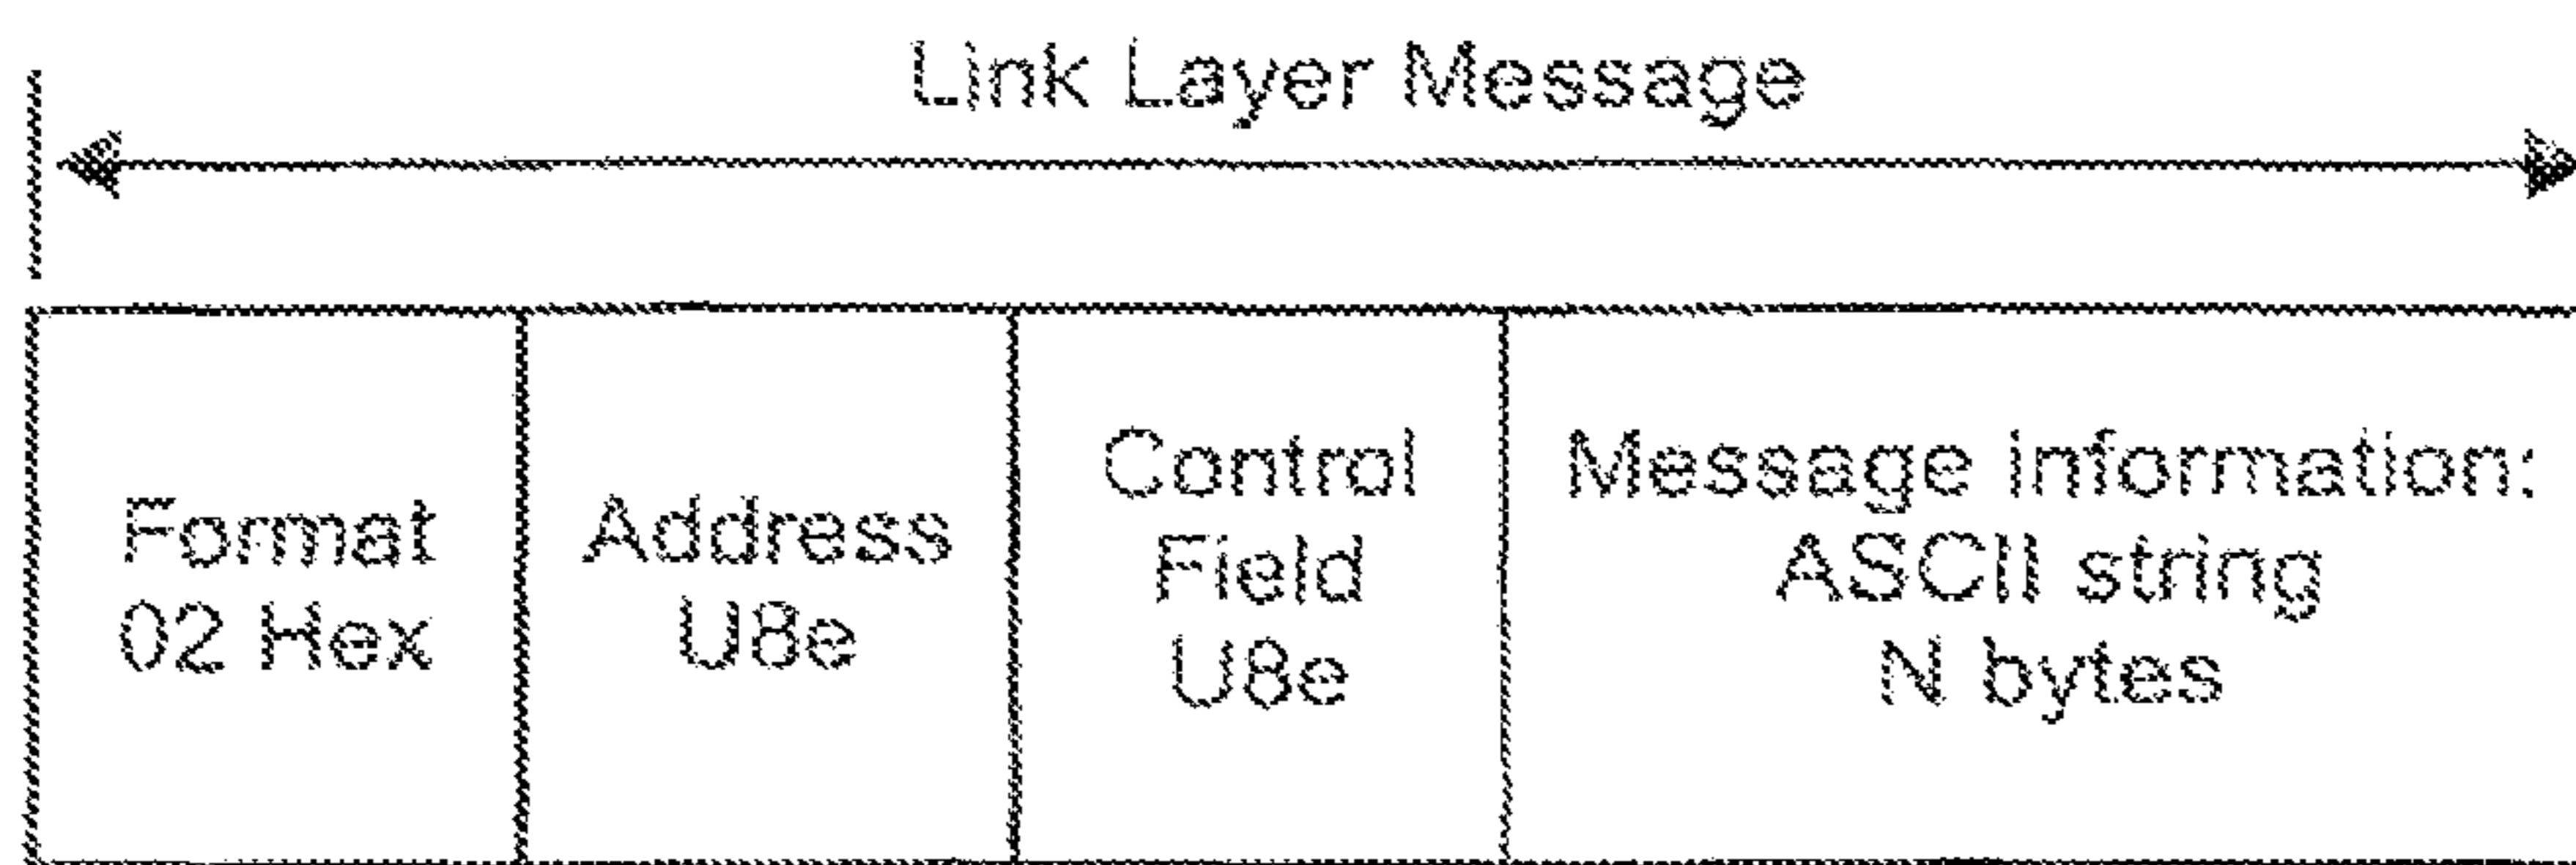 Link Layer Message
Format
02 Hex
Address
U8e
Control
Field
U8e
Message information:
ASCII string
N bytes